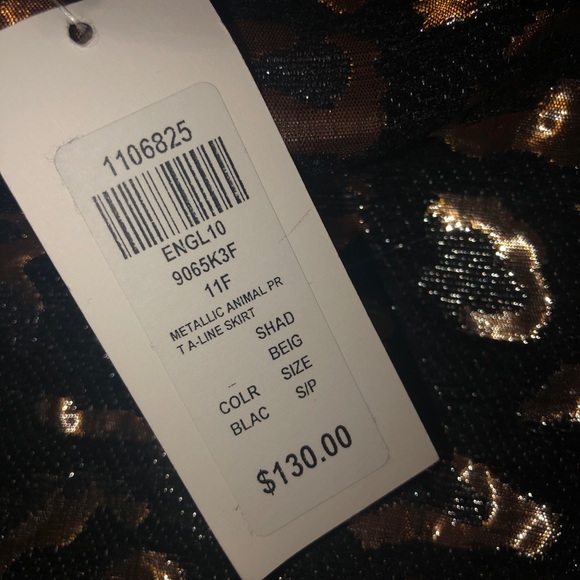 1106825
ENGL10
9065K3F
11F
METALLIC ANIMAL PR
T A-LINE SKIRT
SHAD
BEIG
COLR SIZE
BLAC S/P
$130.00